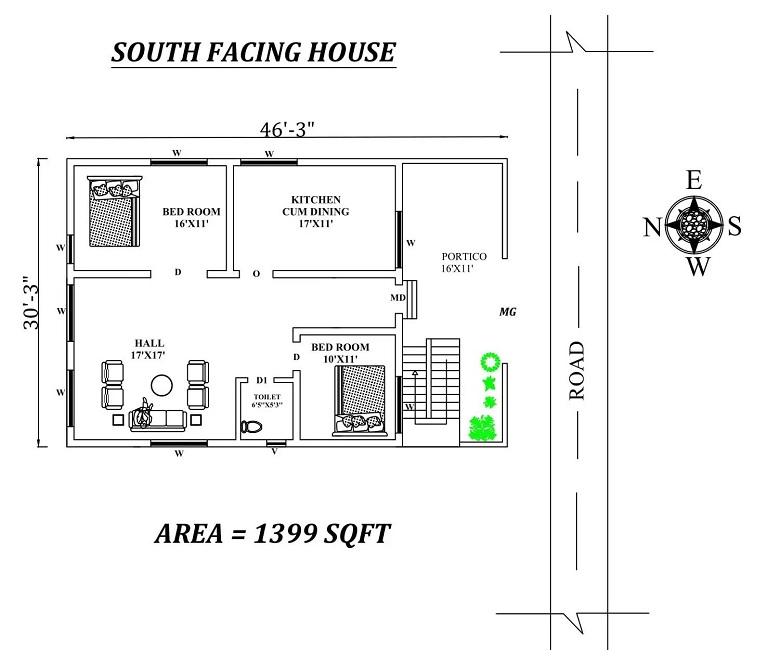 SOUTH FACING HOUSE
46'-3"
30'-3"
W
W
BED ROOM
16'X11'
KITCHEN
CUM DINING
17'X11'
W
W
PORTICO
16'X11'
E
N
S
W
D
O
W
MD
MG
HALL
17'X17'
BED ROOM
10'X11'
D
ROAD
W
D1
TOILET
6'5"X5'3"
W
W
V
AREA = 1399 SQFT